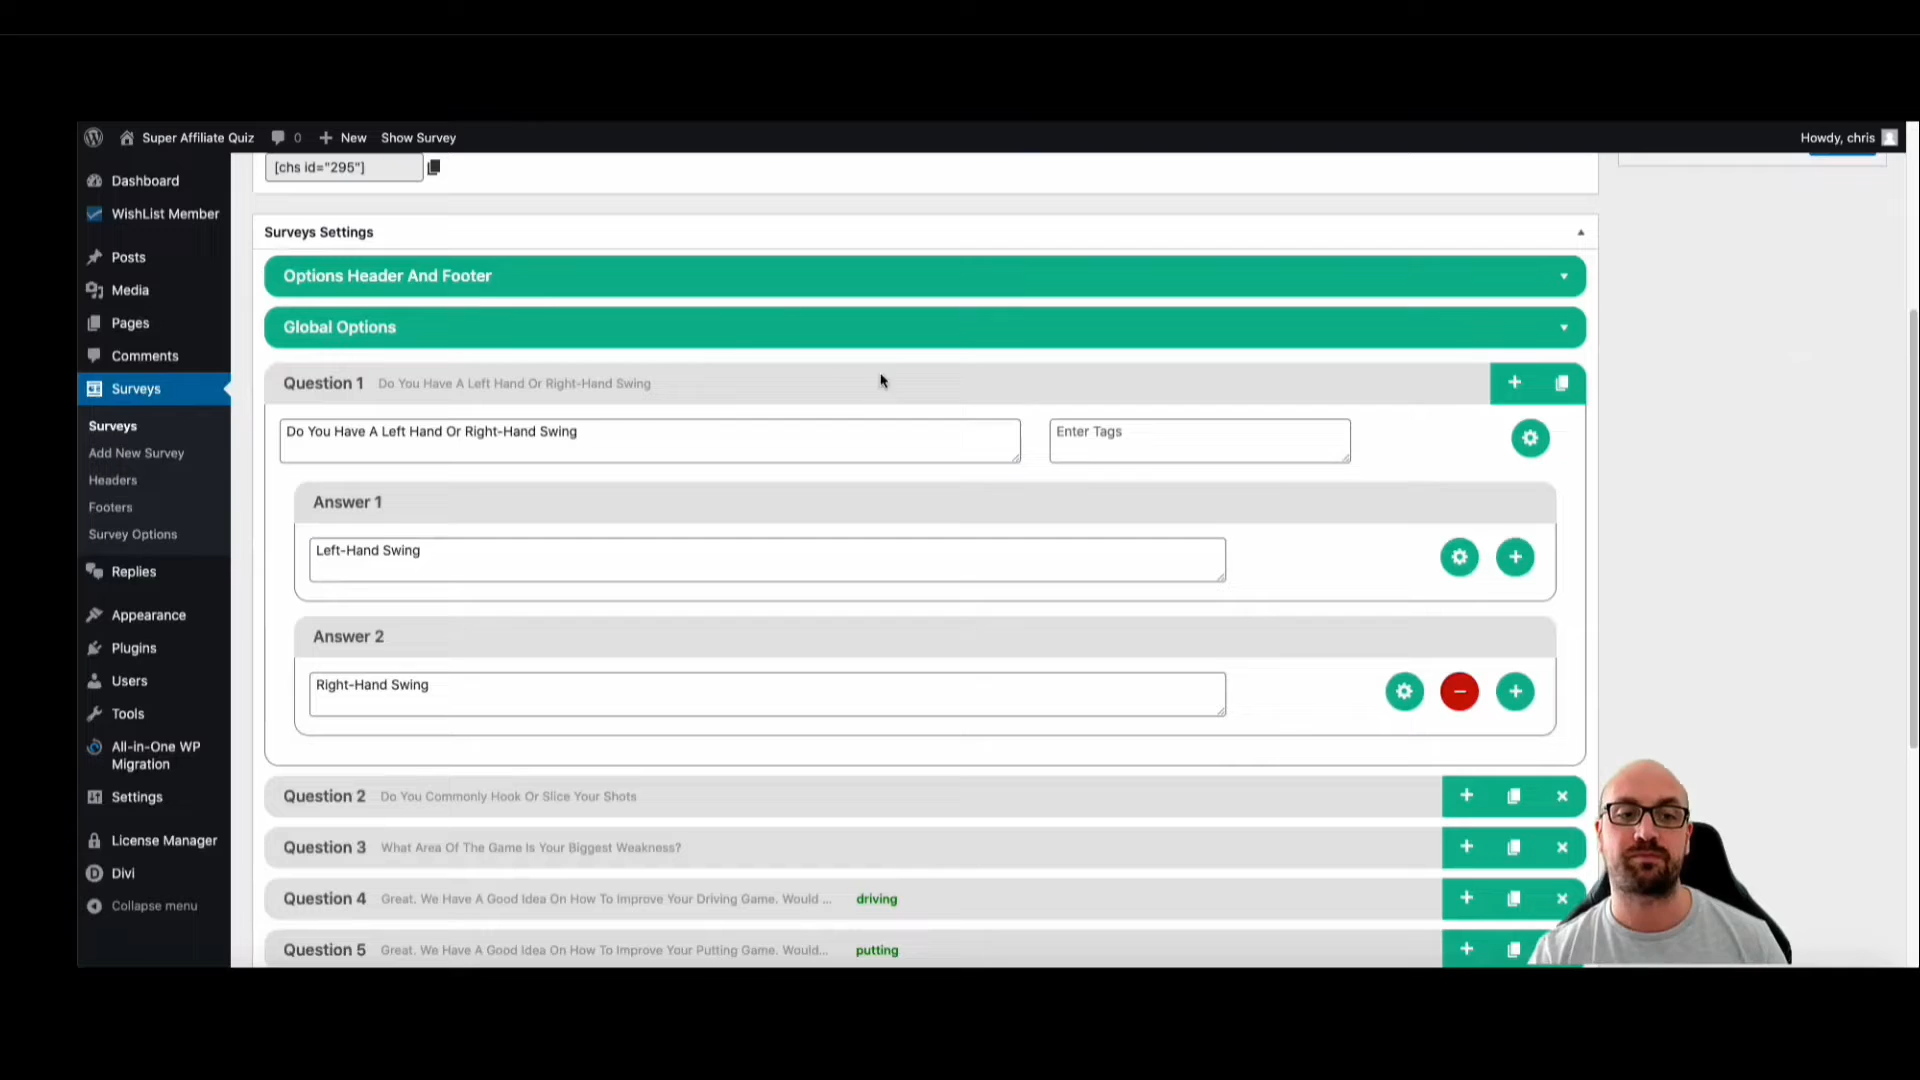 Super Affiliate Quiz 0 New Show Survey Howdy, chris
[chs id="295"]
Dashboard
WishList Member
Posts
Media
Pages
Comments
Surveys
Surveys
Add New Survey
Headers
Footers
Survey Options
Replies
Appearance
Plugins
Users
Tools
All-in-One WP
Migration
Settings
License Manager
Divi
Collapse menu
Surveys Settings
Options Header And Footer
Global Options
Question 1 Do You Have A Left Hand Or Right-Hand Swing
Do You Have A Left Hand Or Right-Hand Swing Enter Tags
Answer 1
Left-Hand Swing
Answer 2
Right-Hand Swing
Question 2 Do You Commonly Hook Or Slice Your Shots
Question 3 What Area Of The Game Is Your Biggest Weakness?
Question 4 Great. We Have A Good Idea On How To Improve Your Driving Game. Would ... driving
Question 5 Great. We Have A Good Idea On How To Improve Your Putting Game. Would... putting